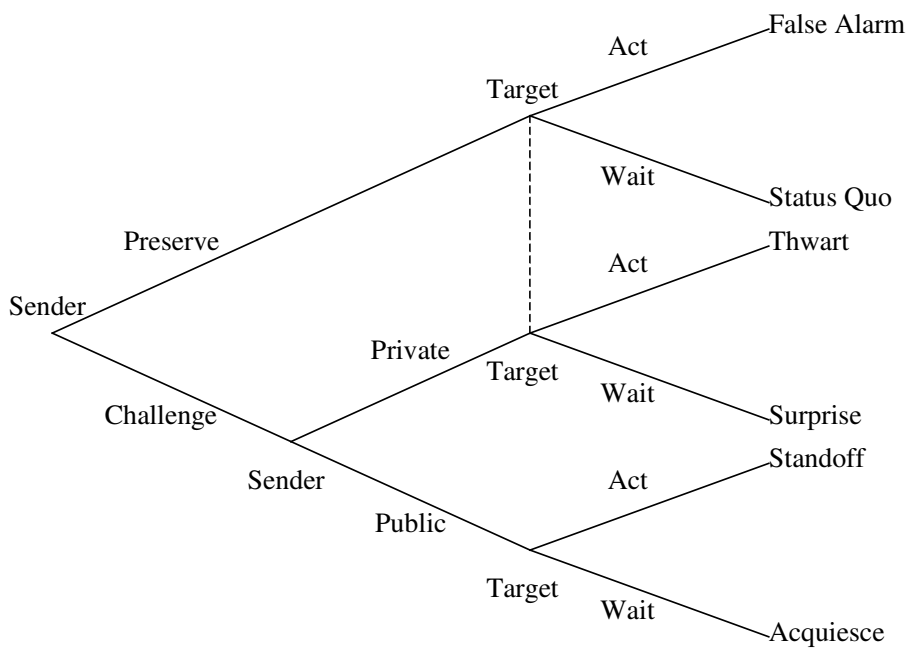 False Alarm
Act
Target
Wait
Status Quo
Preserve
Thwart
Act
Sender
Private
Target
Challenge
Wait
Surprise
Standoff
Sender
Act
Public
Target
Wait
Acquiesce